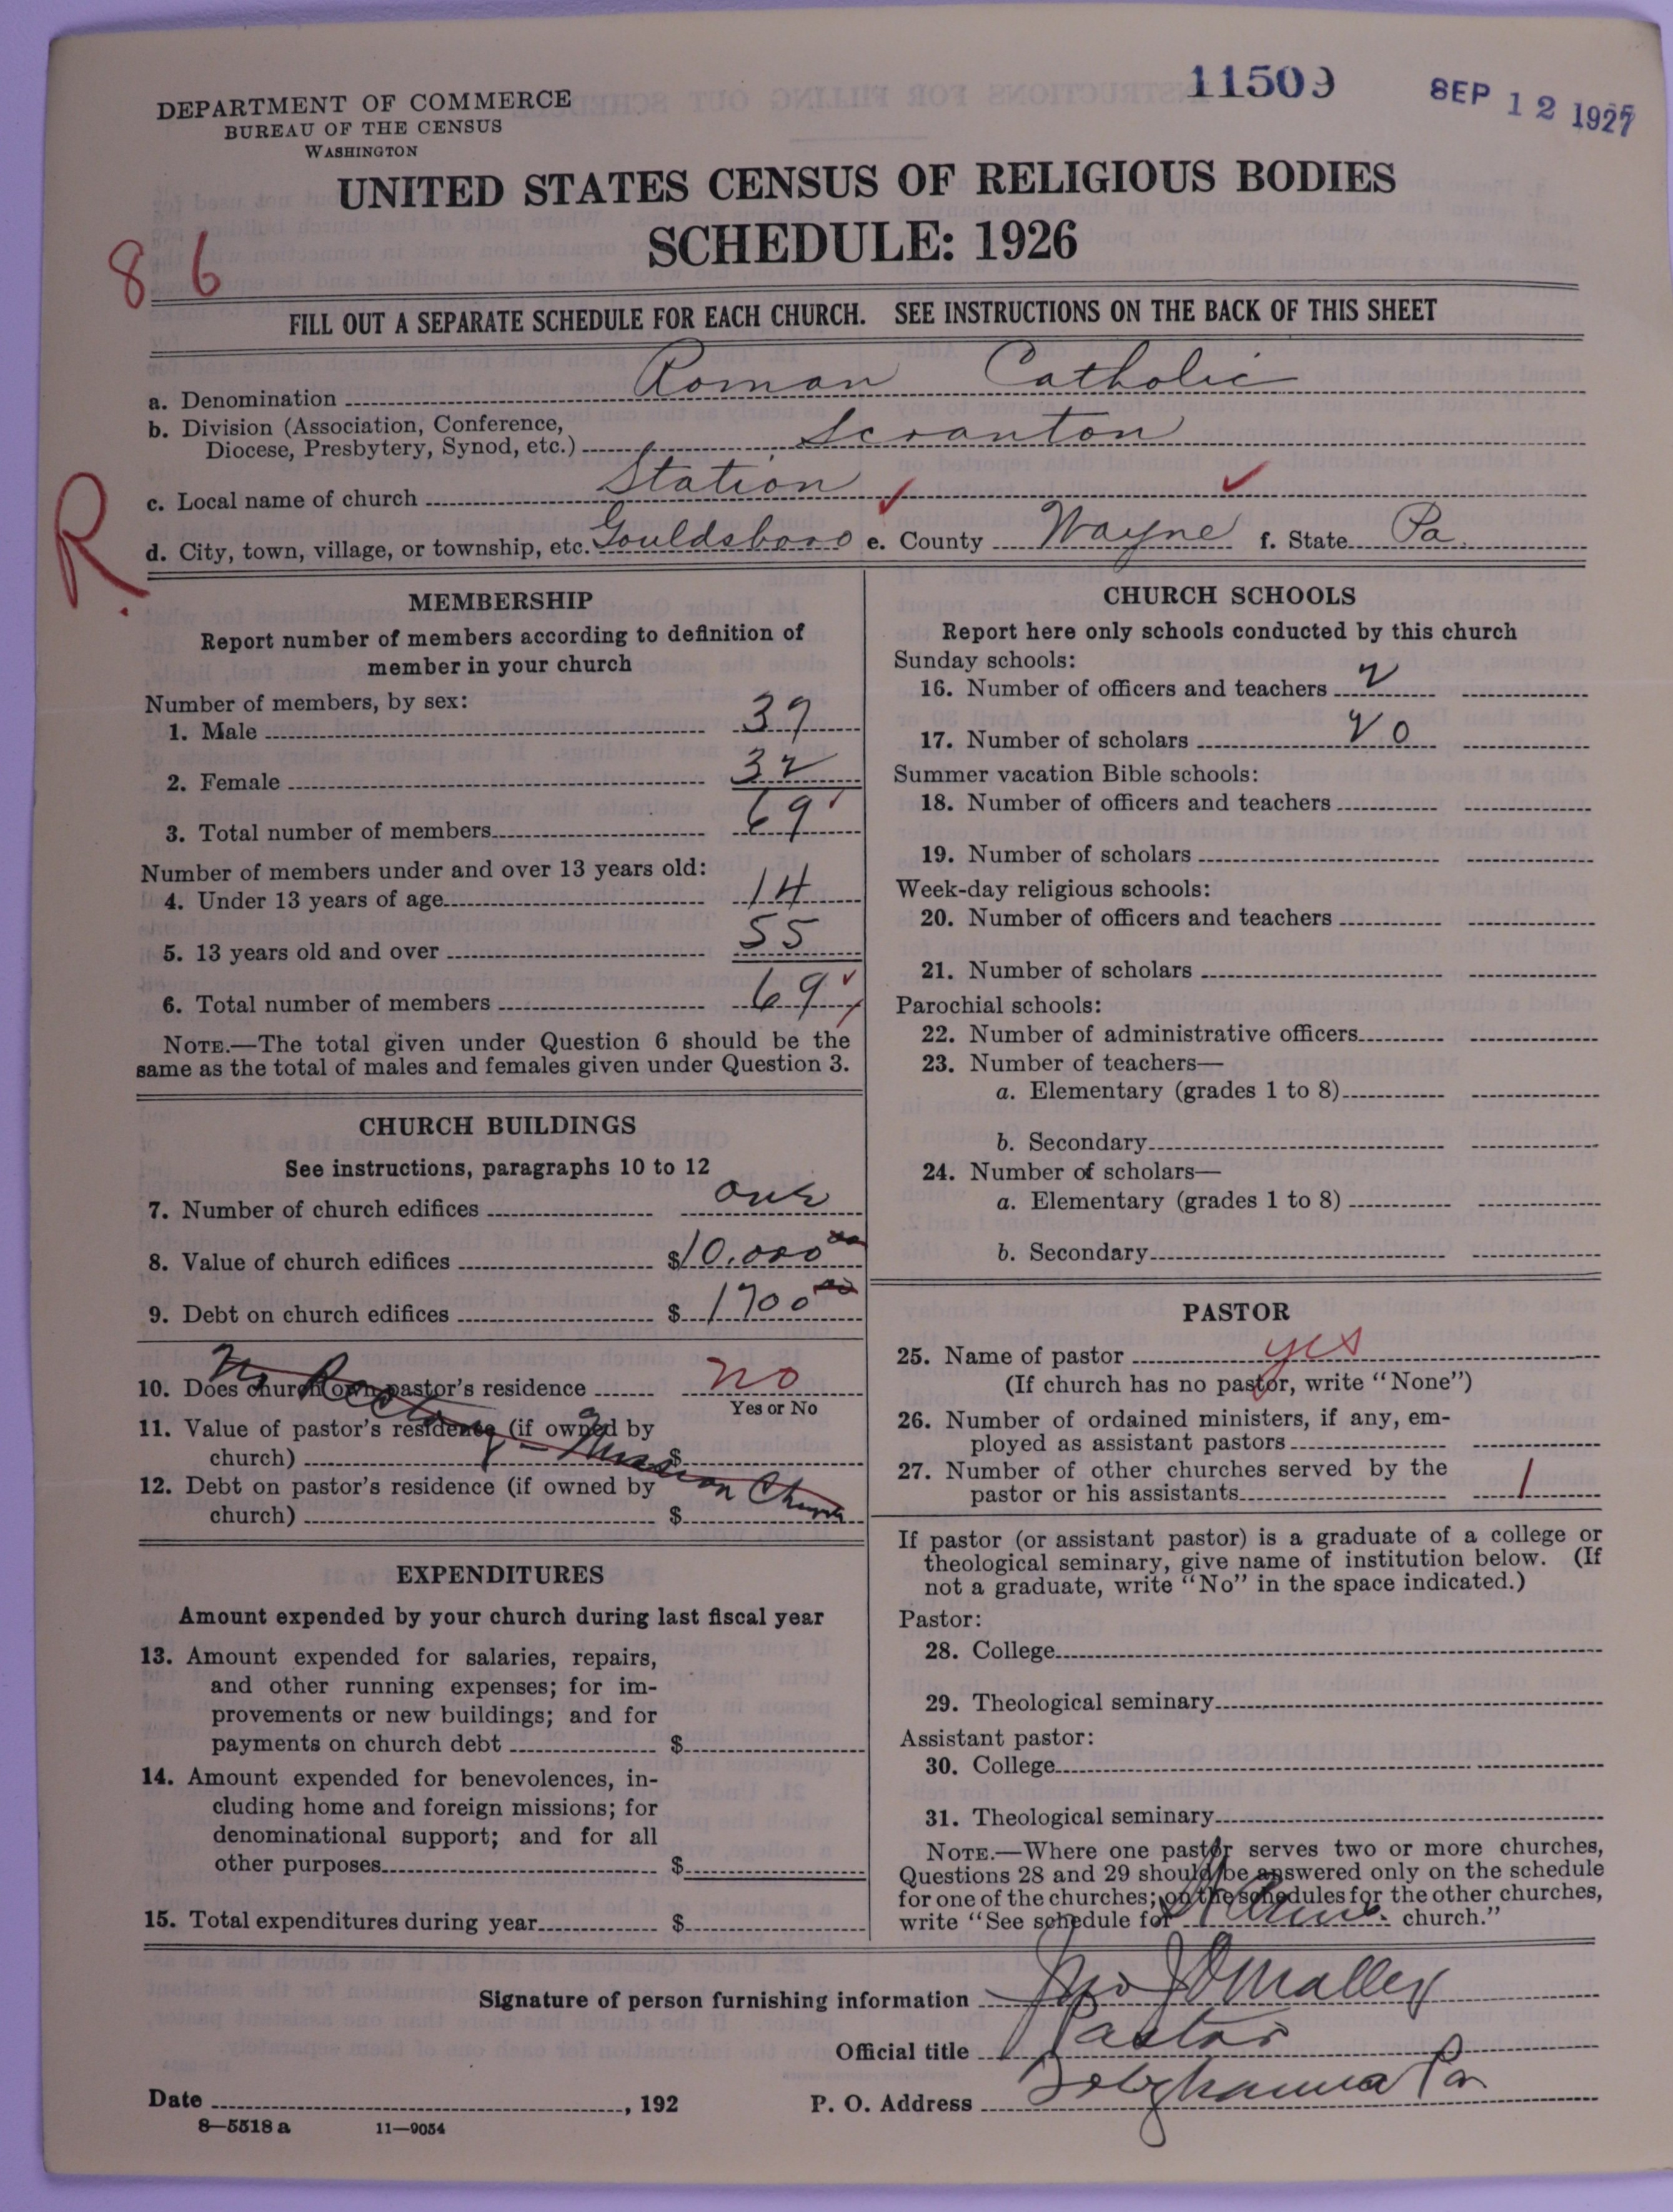 11509
SEP 12 1927
DEPARTMENT OF COMMERCE
BUREAU OF THE CENSUS
WASHINGTON
UNITED STATES CENSUS OF RELIGIOUS BODIES
SCHEDULE: 1926
86
FILL OUT A SEPARATE SCHEDULE FOR EACH CHURCH. SEE INSTRUCTIONS ON THE BACK OF THIS SHEET
a. Denomination Roman Catholic
b. Division (Association, Conference,
Diocese, Presbytery, Synod, etc.) Scranton
R.
c. Local name of church Station
d. City, town, village, or township, etc. Gouldsboro e. County Wayne f. State Pa.
MEMBERSHIP
Report number of members according to definition of
member in your church
Number of members, by sex:
1. Male 37
2. Female 32
3. Total number of members 69
Number of members under and over 13 years old:
4. Under 13 years of age 14
5. 13 years old and over 55
6. Total number of members 69
NOTE.—The total given under Question 6 should be the
same as the total of males and females given under Question 3.
CHURCH BUILDINGS
See instructions, paragraphs 10 to 12
7. Number of church edifices one
8. Value of church edifices $10,000 00
9. Debt on church edifices $ 1700 00
10. Does church own pastor's residence no
Yes or No
No Rectory - Mission Church
11. Value of pastor's residence (if owned by
church) $
12. Debt on pastor's residence (if owned by
church) $
EXPENDITURES
Amount expended by your church during last fiscal year
13. Amount expended for salaries, repairs,
and other running expenses; for im-
provements or new buildings; and for
payments on church debt $
14. Amount expended for benevolences, in-
cluding home and foreign missions; for
denominational support; and for all
other purposes $
15. Total expenditures during year $
CHURCH SCHOOLS
Report here only schools conducted by this church
Sunday schools:
16. Number of officers and teachers 2
17. Number of scholars 20
Summer vacation Bible schools:
18. Number of officers and teachers
19. Number of scholars
Week-day religious schools:
20. Number of officers and teachers
21. Number of scholars
Parochial schools:
22. Number of administrative officers
23. Number of teachers—
a. Elementary (grades 1 to 8)
b. Secondary
24. Number of scholars—
a. Elementary (grades 1 to 8)
b. Secondary
PASTOR
25. Name of pastor yes
(If church has no pastor, write "None")
26. Number of ordained ministers, if any, em-
ployed as assistant pastors
27. Number of other churches served by the
pastor or his assistants 1
If pastor (or assistant pastor) is a graduate of a college or
theological seminary, give name of institution below. (If
not a graduate, write "No" in the space indicated.)
Pastor:
28. College
29. Theological seminary
Assistant pastor:
30. College
31. Theological seminary
NOTE.—Where one pastor serves two or more churches,
Questions 28 and 29 should be answered only on the schedule
for one of the churches; on the schedules for the other churches,
write "See schedule for church."
Signature of person furnishing information Jno J O'Malley
Official title Pastor
Date , 192
P. O. Address Tobyhanna Pa
8—5518 a 11—9054